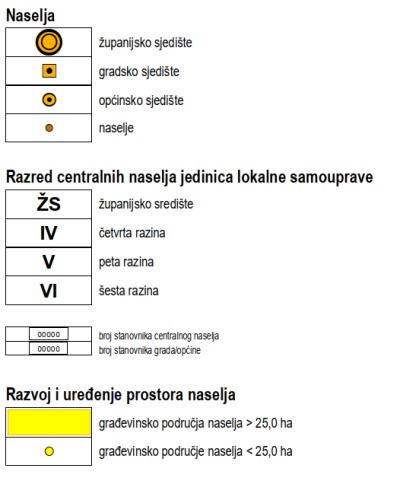 Naselja
županijsko sjedište
gradsko sjedište
općinsko sjedište
naselje
Razred centralnih naselja jedinica lokalne samouprave
ŽS županijsko središte
IV četvrta razina
V peta razina
VI šesta razina
00000 broj stanovnika centralnog naselja
00000 broj stanovnika grada/općine
Razvoj i uređenje prostora naselja
građevinsko područja naselja > 25,0 ha
građevinsko područje naselja < 25,0 ha